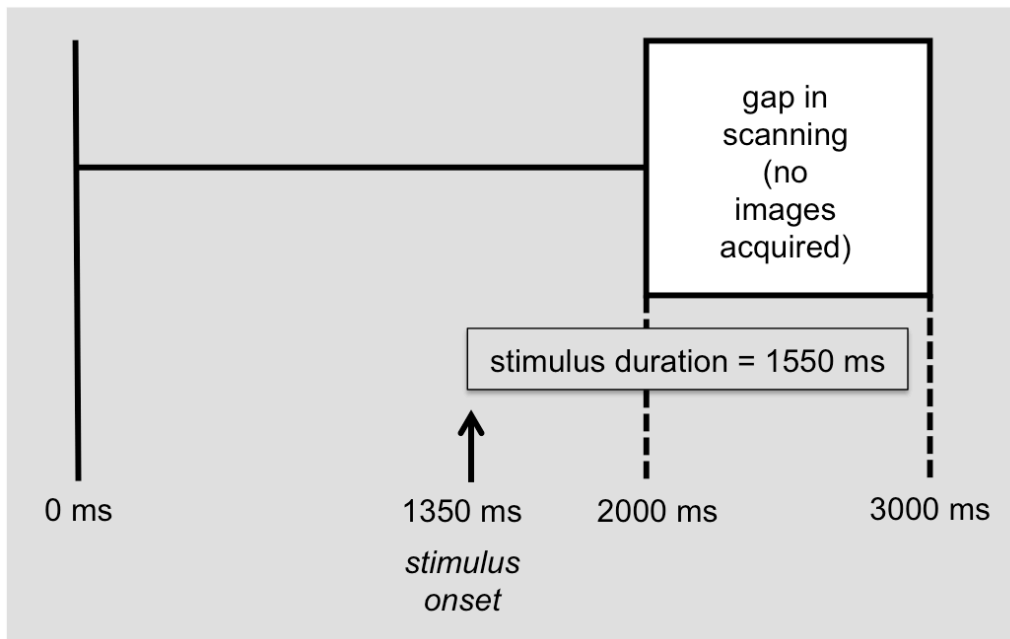 gap in
scanning
(no
images
acquired)
stimulus duration = 1550 ms
0 ms
1350 ms
2000 ms
3000 ms
stimulus
onset